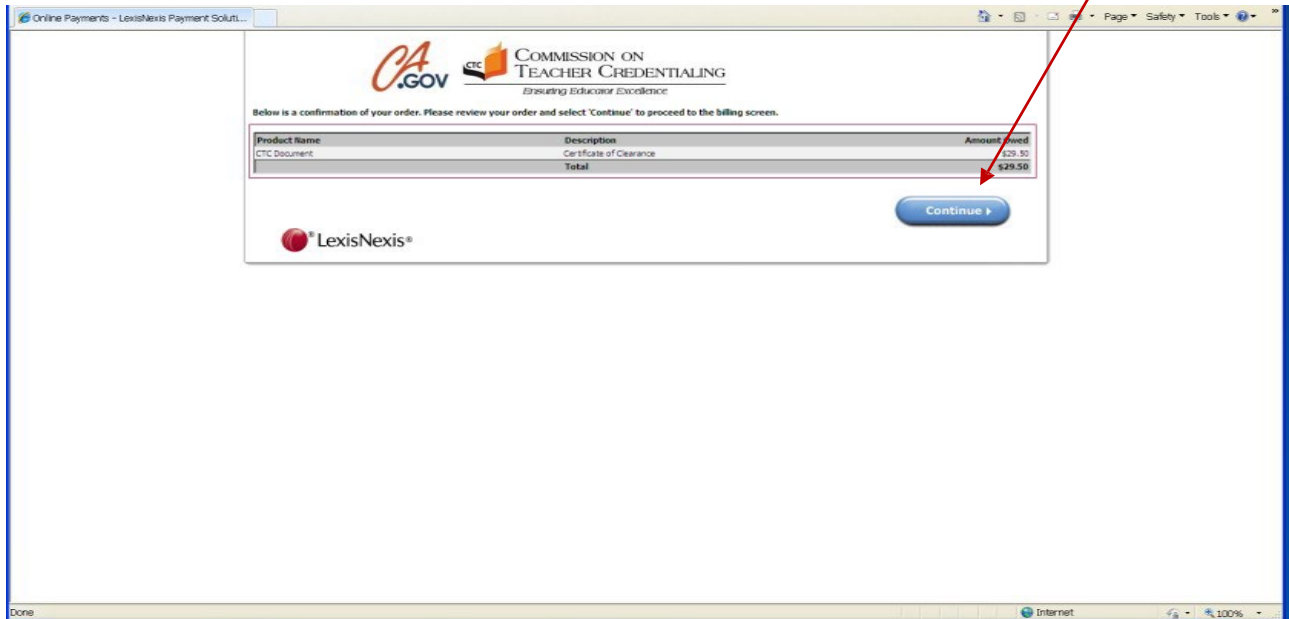 Online Payments - LexisNexis Payment Soluti...
Page Safety Tools
CA.GOV
CTC
COMMISSION ON
TEACHER CREDENTIALING
Ensuring Educator Excellence
Below is a confirmation of your order. Please review your order and select 'Continue' to proceed to the billing screen.
Product Name Description Amount Owed
CTC Document Certificate of Clearance $29.50
Total $29.50
Continue
LexisNexis®
Done Internet 100%